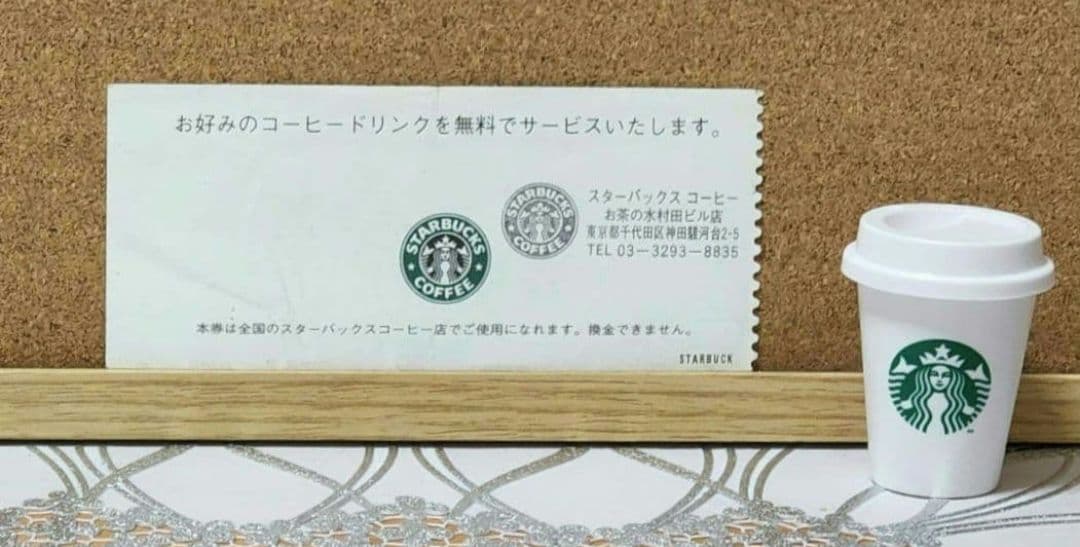 お好みのコーヒードリンクを無料でサービスいたします。
STARBUCKS
COFFEE
STARBUCKS
COFFEE
スターバックス コーヒー
お茶の水村田ビル店
東京都千代田区神田駿河台2-5
TEL 03-3293-8835
本券は全国のスターバックスコーヒー店でご使用になれます。換金できません。
STARBUCK